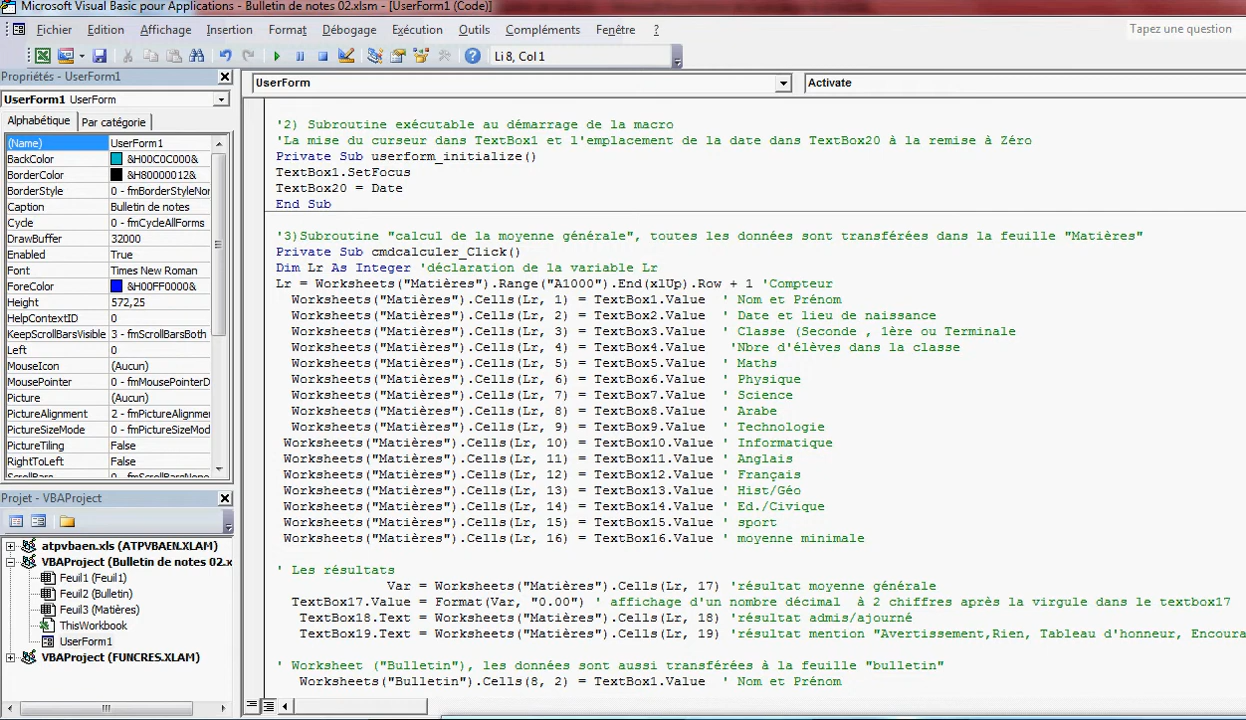 Microsoft Visual Basic pour Applications - Bulletin de notes 02.xlsm - [UserForm1 (Code)]
Fichier Edition Affichage Insertion Format Débogage Exécution Outils Compléments Fenêtre ? Tapez une question
Li 8, Col 1
Propriétés - UserForm1
UserForm1 UserForm
Alphabétique Par catégorie
(Name) UserForm1
BackColor &H00C0C000&
BorderColor &H80000012&
BorderStyle 0 - fmBorderStyleNor
Caption Bulletin de notes
Cycle 0 - fmCycleAllForms
DrawBuffer 32000
Enabled True
Font Times New Roman
ForeColor &H00FF0000&
Height 572,25
HelpContextID 0
KeepScrollBarsVisible 3 - fmScrollBarsBoth
Left 0
MouseIcon (Aucun)
MousePointer 0 - fmMousePointerD
Picture (Aucun)
PictureAlignment 2 - fmPictureAlignmer
PictureSizeMode 0 - fmPictureSizeMod
PictureTiling False
RightToLeft False
Projet - VBAProject
atpvbaen.xls (ATPVBAEN.XLAM)
VBAProject (Bulletin de notes 02.x
Feuil1 (Feuil1)
Feuil2 (Bulletin)
Feuil3 (Matières)
ThisWorkbook
UserForm1
VBAProject (FUNCRES.XLAM)
UserForm Activate
'2) Subroutine exécutable au démarrage de la macro
'La mise du curseur dans TextBox1 et l'emplacement de la date dans TextBox20 à la remise à Zéro
Private Sub userform_initialize()
TextBox1.SetFocus
TextBox20 = Date
End Sub
'3)Subroutine "calcul de la moyenne générale", toutes les données sont transférées dans la feuille "Matières"
Private Sub cmdcalculer_Click()
Dim Lr As Integer 'déclaration de la variable Lr
Lr = Worksheets("Matières").Range("A1000").End(xlUp).Row + 1 'Compteur
Worksheets("Matières").Cells(Lr, 1) = TextBox1.Value ' Nom et Prénom
Worksheets("Matières").Cells(Lr, 2) = TextBox2.Value ' Date et lieu de naissance
Worksheets("Matières").Cells(Lr, 3) = TextBox3.Value ' Classe (Seconde , 1ère ou Terminale
Worksheets("Matières").Cells(Lr, 4) = TextBox4.Value 'Nbre d'élèves dans la classe
Worksheets("Matières").Cells(Lr, 5) = TextBox5.Value ' Maths
Worksheets("Matières").Cells(Lr, 6) = TextBox6.Value ' Physique
Worksheets("Matières").Cells(Lr, 7) = TextBox7.Value ' Science
Worksheets("Matières").Cells(Lr, 8) = TextBox8.Value ' Arabe
Worksheets("Matières").Cells(Lr, 9) = TextBox9.Value ' Technologie
Worksheets("Matières").Cells(Lr, 10) = TextBox10.Value ' Informatique
Worksheets("Matières").Cells(Lr, 11) = TextBox11.Value ' Anglais
Worksheets("Matières").Cells(Lr, 12) = TextBox12.Value ' Français
Worksheets("Matières").Cells(Lr, 13) = TextBox13.Value ' Hist/Géo
Worksheets("Matières").Cells(Lr, 14) = TextBox14.Value ' Ed./Civique
Worksheets("Matières").Cells(Lr, 15) = TextBox15.Value ' sport
Worksheets("Matières").Cells(Lr, 16) = TextBox16.Value ' moyenne minimale
' Les résultats
Var = Worksheets("Matières").Cells(Lr, 17) 'résultat moyenne générale
TextBox17.Value = Format(Var, "0.00") ' affichage d'un nombre décimal à 2 chiffres après la virgule dans le textbox17
TextBox18.Text = Worksheets("Matières").Cells(Lr, 18) 'résultat admis/ajourné
TextBox19.Text = Worksheets("Matières").Cells(Lr, 19) 'résultat mention "Avertissement,Rien, Tableau d'honneur, Encoura
' Worksheet ("Bulletin"), les données sont aussi transférées à la feuille "bulletin"
Worksheets("Bulletin").Cells(8, 2) = TextBox1.Value ' Nom et Prénom